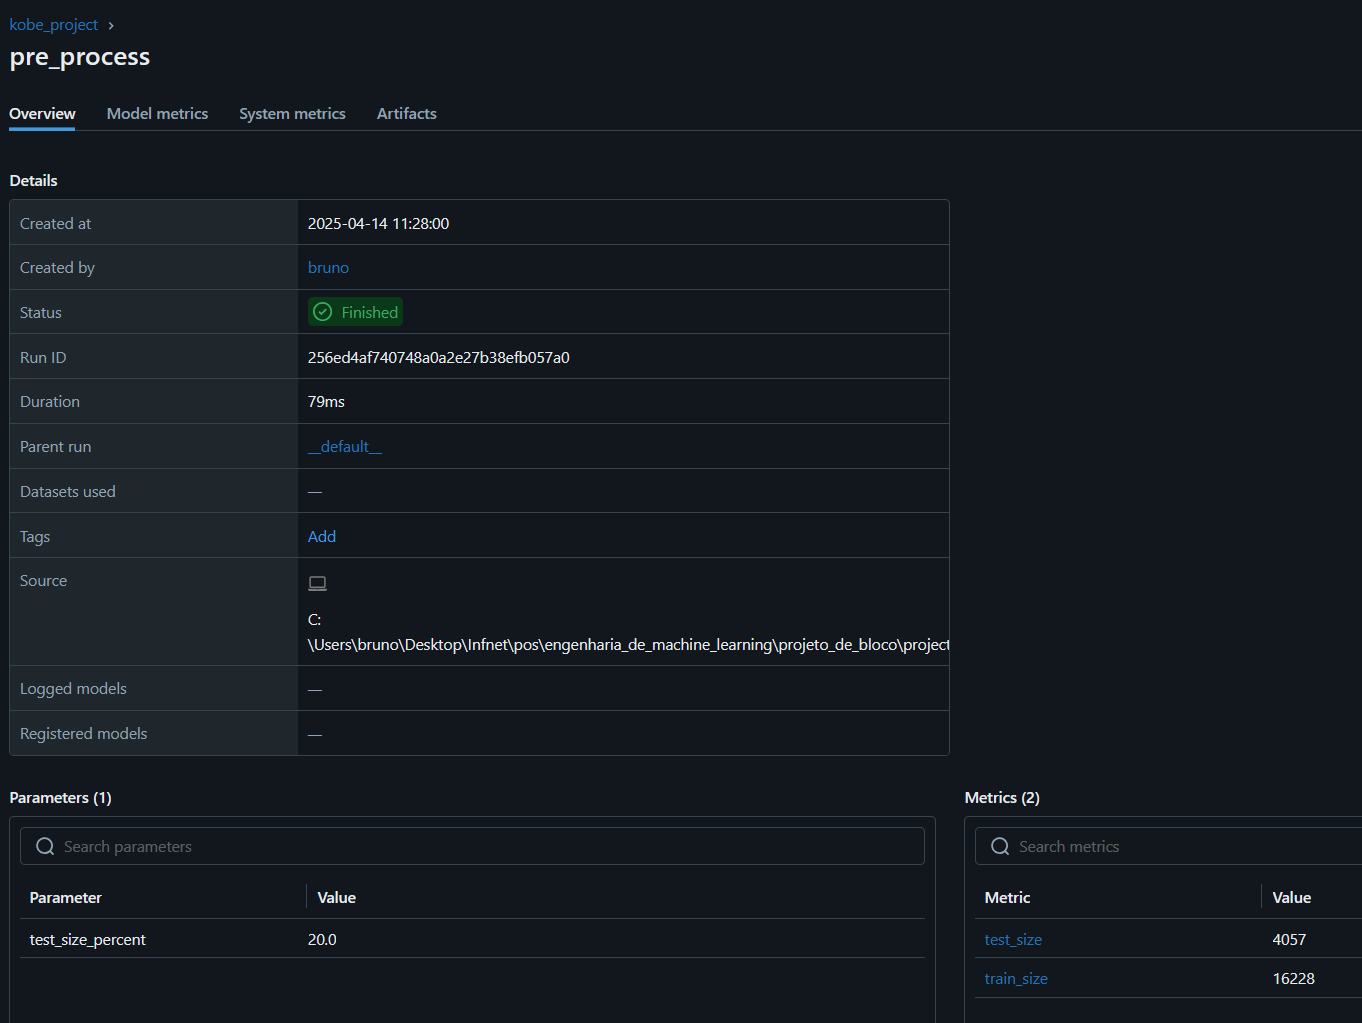 kobe_project ›
pre_process
Overview Model metrics System metrics Artifacts
Details
Created at 2025-04-14 11:28:00
Created by bruno
Status Finished
Run ID 256ed4af740748a0a2e27b38efb057a0
Duration 79ms
Parent run __default__
Datasets used —
Tags Add
Source
C:
\Users\bruno\Desktop\Infnet\pos\engenharia_de_machine_learning\projeto_de_bloco\project
Logged models —
Registered models —
Parameters (1) Metrics (2)
Search parameters Search metrics
Parameter Value Metric Value
test_size_percent 20.0 test_size 4057
train_size 16228